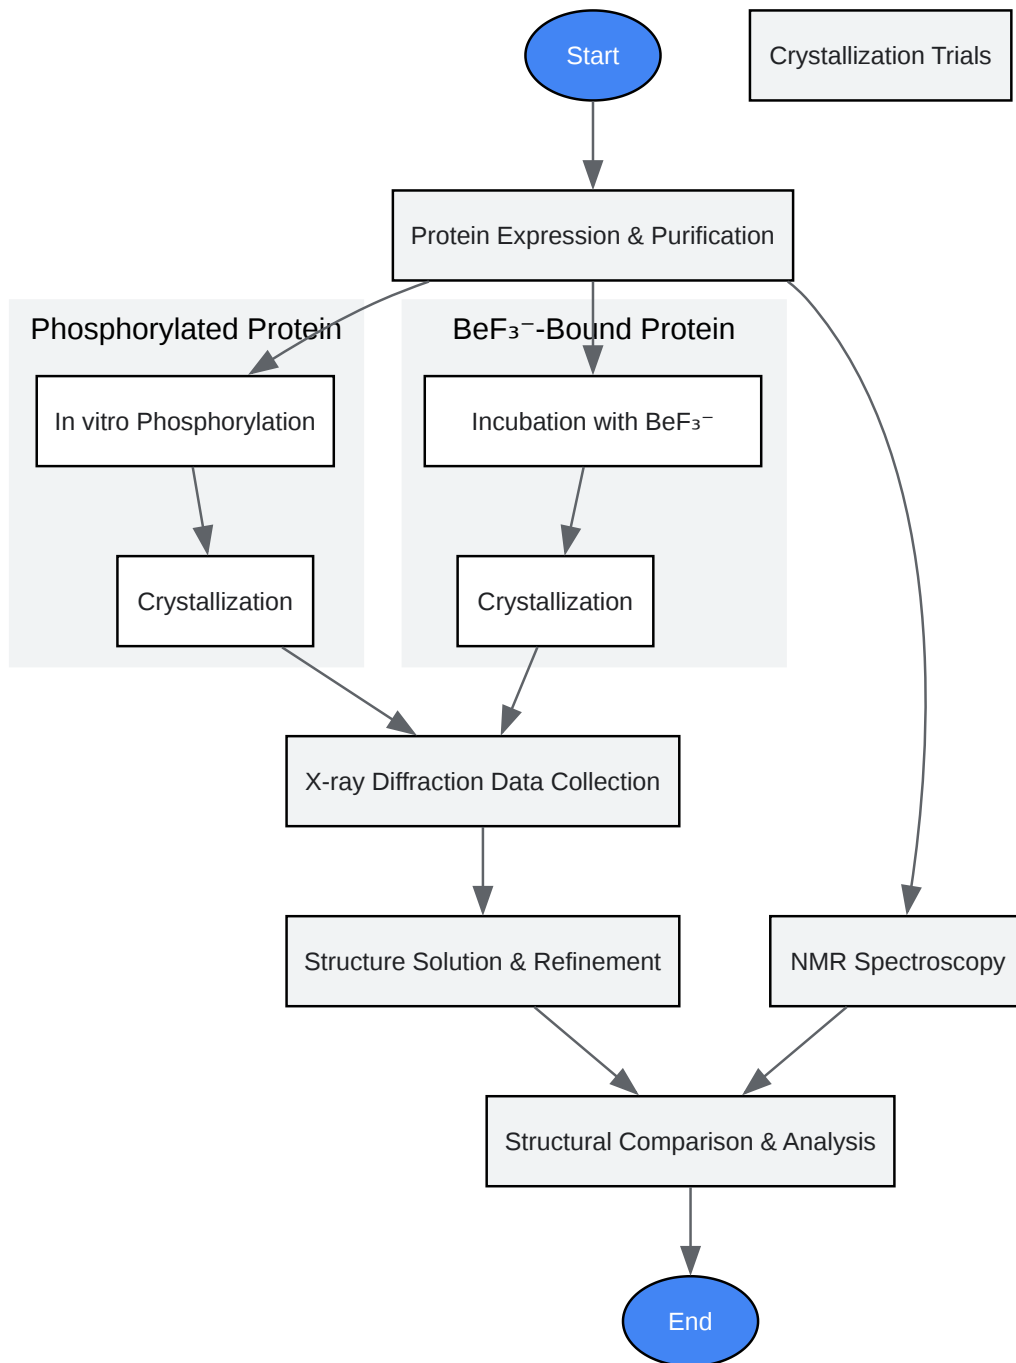 Start
Crystallization Trials
Protein Expression & Purification
Phosphorylated Protein
BeF₃⁻-Bound Protein
In vitro Phosphorylation
Incubation with BeF₃⁻
Crystallization
Crystallization
X-ray Diffraction Data Collection
Structure Solution & Refinement
NMR Spectroscopy
Structural Comparison & Analysis
End